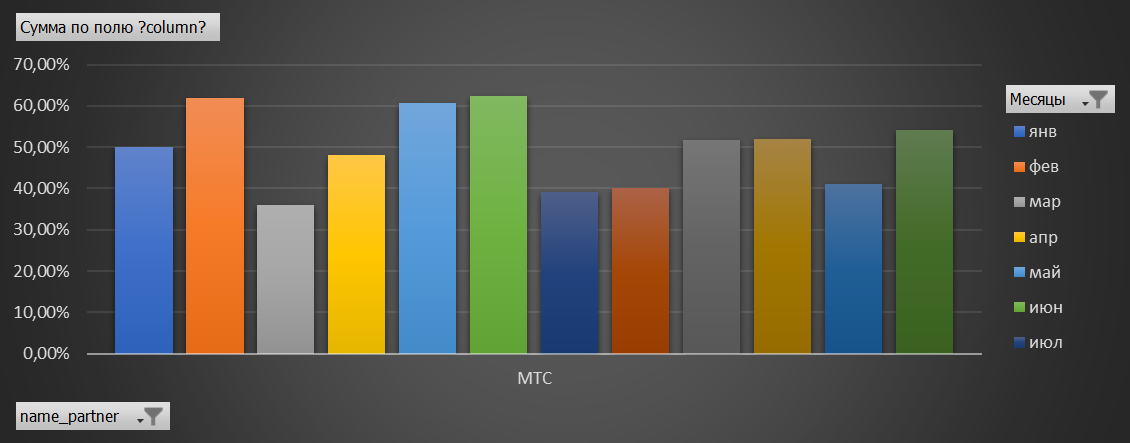 Сумма по полю ?column?
70,00%
60,00%
50,00%
40,00%
30,00%
20,00%
10,00%
0,00%
МТС
Месяцы
янв
фев
мар
апр
май
июн
июл
name_partner